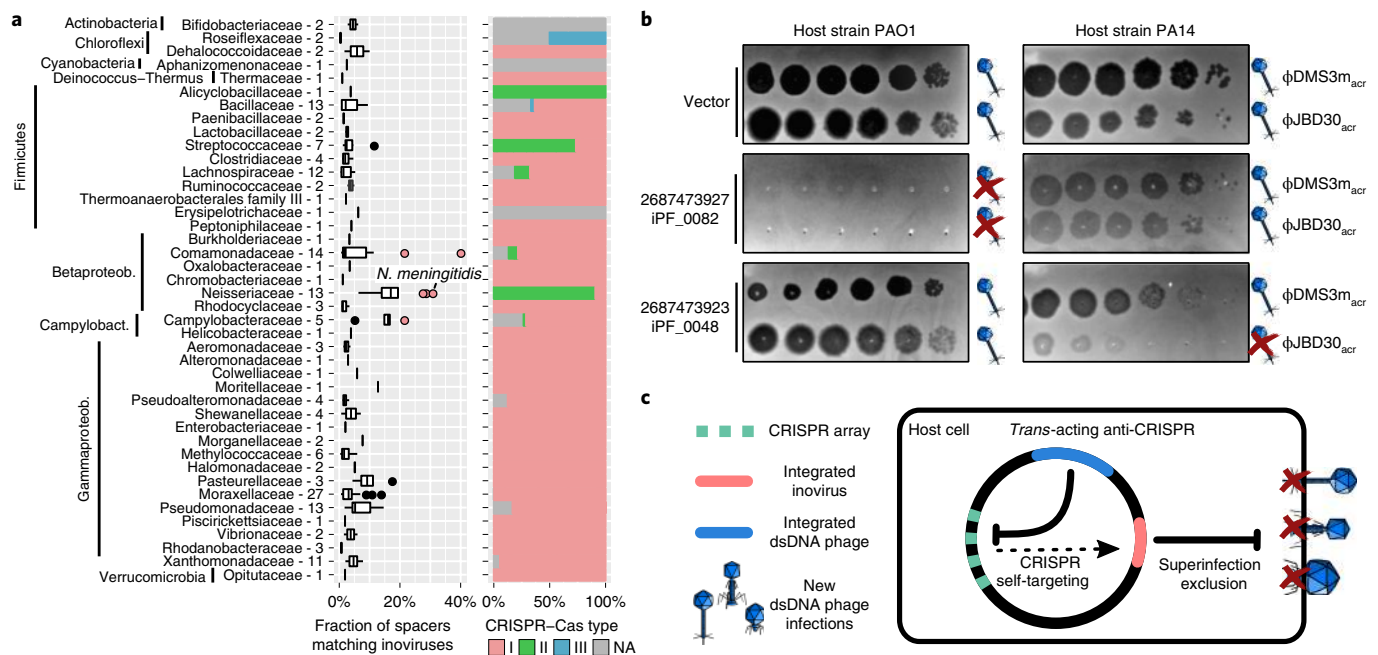 a
Actinobacteria
Chloroflexi
Cyanobacteria
Deinococcus–Thermus
Firmicutes
Betaproteob.
Campylobact.
Gammaproteob.
Verrucomicrobia
Bifidobacteriaceae - 2
Roseiflexaceae - 2
Dehalococcoidaceae - 2
Aphanizomenonaceae - 1
Thermaceae - 1
Alicyclobacillaceae - 1
Bacillaceae - 13
Paenibacillaceae - 2
Lactobacillaceae - 2
Streptococcaceae - 7
Clostridiaceae - 4
Lachnospiraceae - 12
Ruminococcaceae - 2
Thermoanaerobacterales family III - 1
Erysipelotrichaceae - 1
Peptoniphilaceae - 1
Burkholderiaceae - 1
Comamonadaceae - 14
Oxalobacteraceae - 1
Chromobacteriaceae - 1
Neisseriaceae - 13
Rhodocyclaceae - 3
Campylobacteraceae - 5
Helicobacteraceae - 1
Aeromonadaceae - 3
Alteromonadaceae - 1
Colwelliaceae - 1
Moritellaceae - 1
Pseudoalteromonadaceae - 4
Shewanellaceae - 4
Enterobacteriaceae - 1
Morganellaceae - 2
Methylococcaceae - 6
Halomonadaceae - 2
Pasteurellaceae - 3
Moraxellaceae - 27
Pseudomonadaceae - 13
Piscirickettsiaceae - 1
Vibrionaceae - 2
Rhodanobacteraceae - 3
Xanthomonadaceae - 11
Opitutaceae - 1
N. meningitidis
0% 20% 40%
Fraction of spacers
matching inoviruses
0% 50% 100%
CRISPR–Cas type
I II III NA
b
Host strain PAO1
Host strain PA14
Vector
ϕDMS3macr
ϕJBD30acr
2687473927
iPF_0082
ϕDMS3macr
ϕJBD30acr
2687473923
iPF_0048
ϕDMS3macr
ϕJBD30acr
c
CRISPR array
Integrated
inovirus
Integrated
dsDNA phage
New
dsDNA phage
infections
Host cell
Trans-acting anti-CRISPR
CRISPR
self-targeting
Superinfection
exclusion